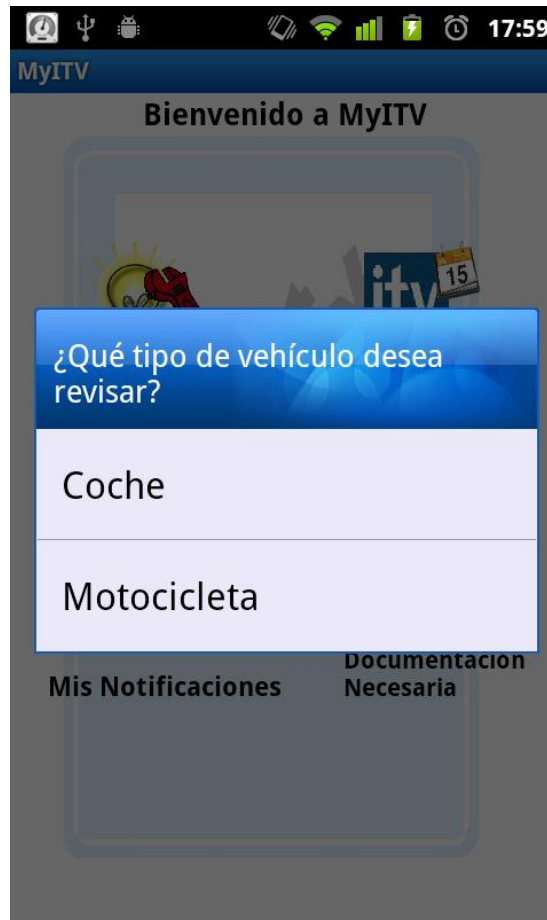 17:59
MyITV
Bienvenido a MyITV
15
itv
¿Qué tipo de vehículo desea
revisar?
Coche
Motocicleta
Documentación
Mis Notificaciones
Necesaria